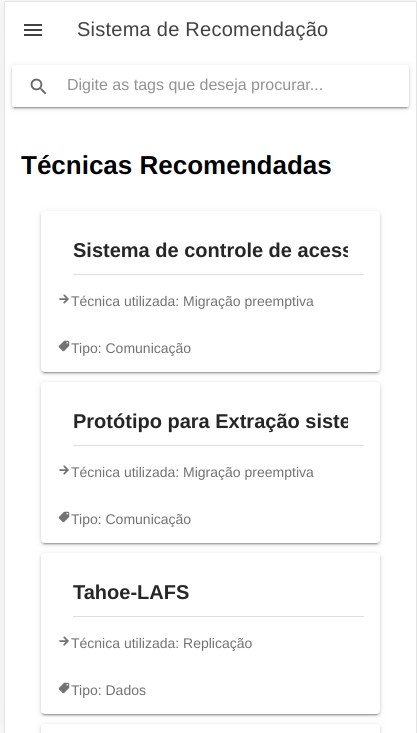 Sistema de Recomendação
Digite as tags que deseja procurar...
Técnicas Recomendadas
Sistema de controle de acess
Técnica utilizada: Migração preemptiva
Tipo: Comunicação
Protótipo para Extração siste
Técnica utilizada: Migração preemptiva
Tipo: Comunicação
Tahoe-LAFS
Técnica utilizada: Replicação
Tipo: Dados